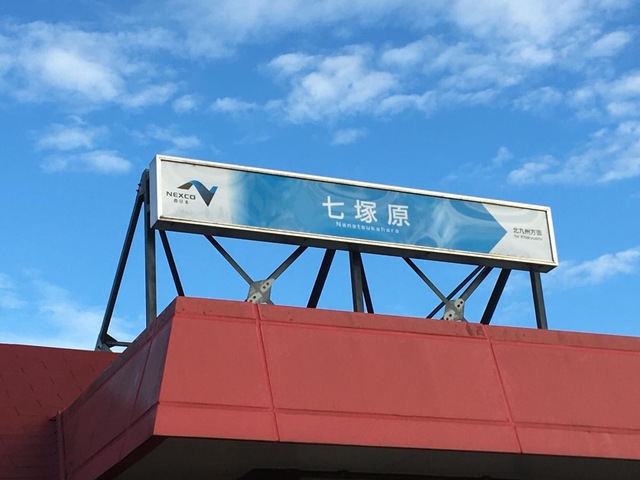 NEXCO
西日本
七塚原
Nanatsukahara
北九州方面
for Kitakyushu